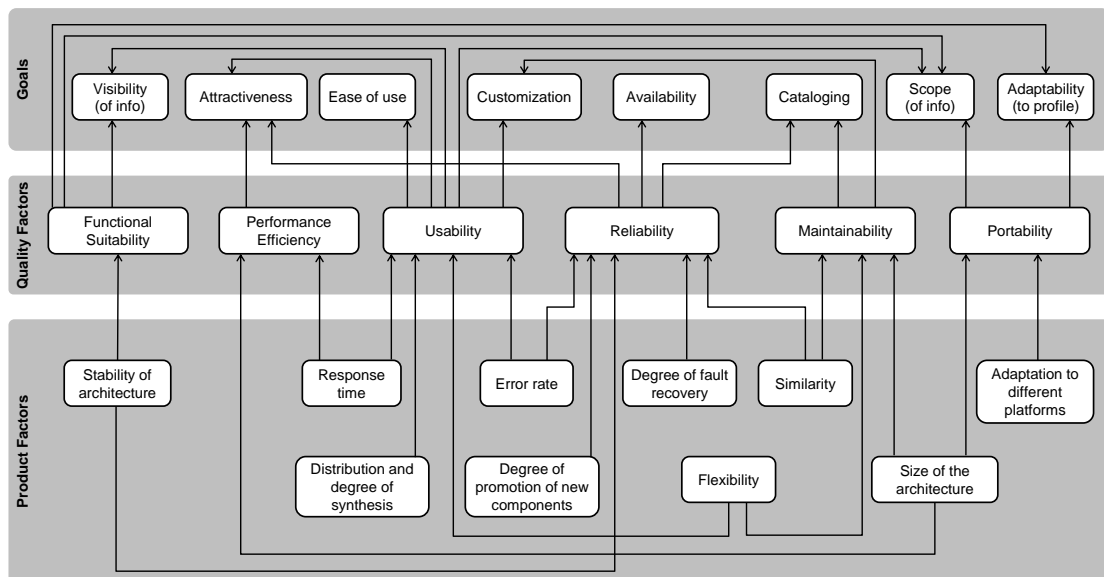 Goals
Visibility
(of info)
Attractiveness
Ease of use
Customization
Availability
Cataloging
Scope
(of info)
Adaptability
(to profile)
Quality Factors
Functional
Suitability
Performance
Efficiency
Usability
Reliability
Maintainability
Portability
Product Factors
Stability of
architecture
Response
time
Error rate
Degree of fault
recovery
Similarity
Adaptation to
different
platforms
Distribution and
degree of
synthesis
Degree of
promotion of new
components
Flexibility
Size of the
architecture